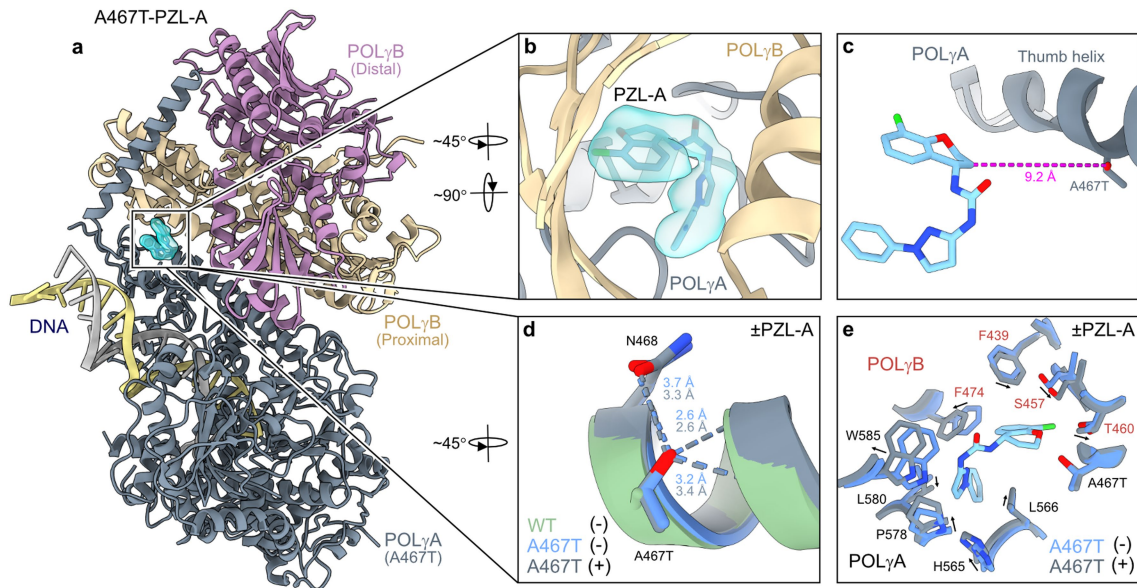 A467T-PZL-A
a
POLγB
(Distal)
DNA
POLγB
(Proximal)
POLγA
(A467T)
~45°
~90°
~45°
b
POLγB
PZL-A
POLγA
c
POLγA
Thumb helix
9.2 Å
A467T
d
±PZL-A
N468
3.7 Å
3.3 Å
2.6 Å
2.6 Å
3.2 Å
3.4 Å
WT (-)
A467T (-)
A467T (+)
A467T
e
±PZL-A
F439
POLγB
F474
S457
W585
T460
A467T
L580
L566
P578
POLγA
H565
A467T (-)
A467T (+)